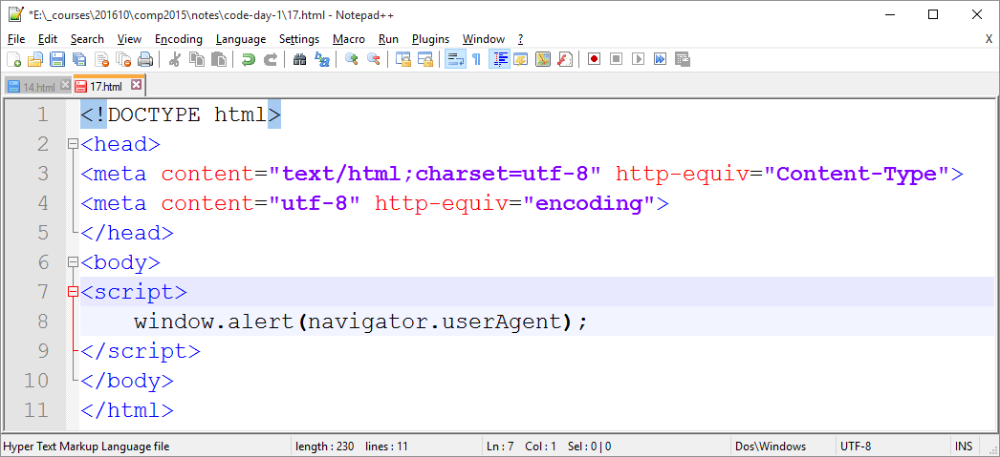 *E:\_courses\201610\comp2015\notes\code-day-1\17.html - Notepad++
File Edit Search View Encoding Language Settings Macro Run Plugins Window ? X
14.html 17.html
1 <!DOCTYPE html>
2 <head>
3 <meta content="text/html;charset=utf-8" http-equiv="Content-Type">
4 <meta content="utf-8" http-equiv="encoding">
5 </head>
6 <body>
7 <script>
8 window.alert(navigator.userAgent);
9 </script>
10 </body>
11 </html>
Hyper Text Markup Language file length : 230 lines : 11 Ln : 7 Col : 1 Sel : 0 | 0 Dos\Windows UTF-8 INS